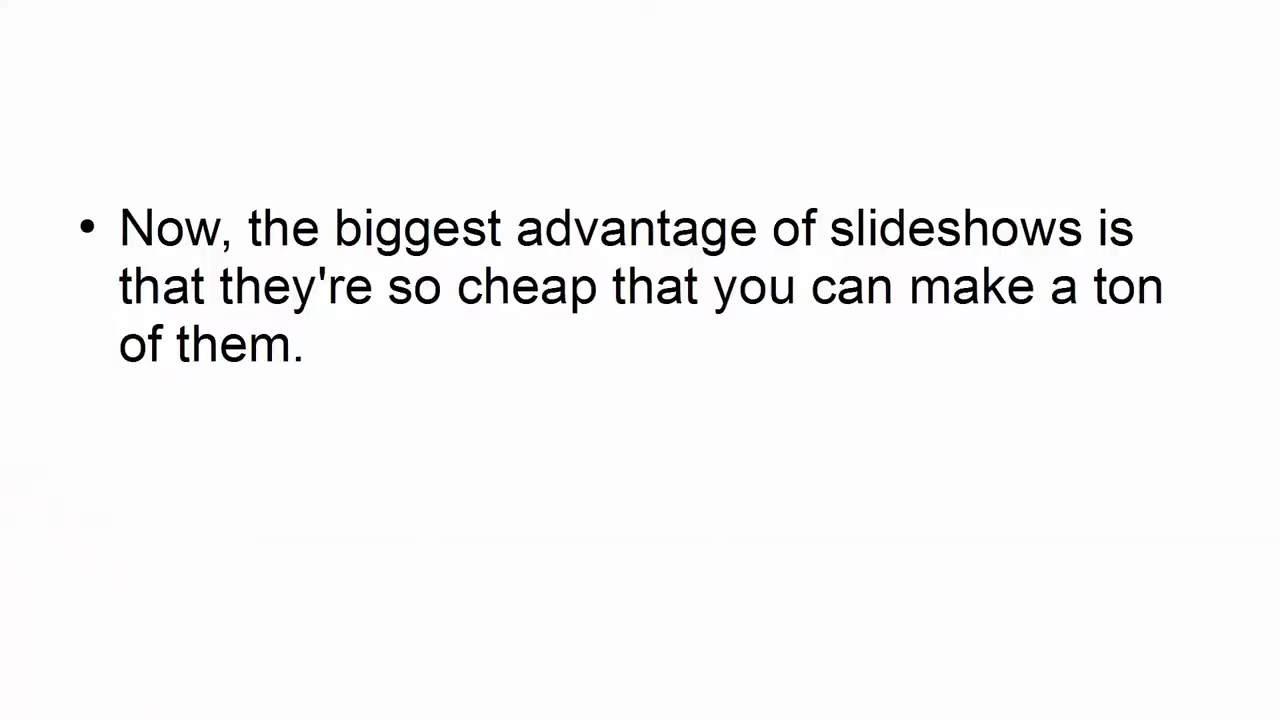 • Now, the biggest advantage of slideshows is
that they're so cheap that you can make a ton
of them.